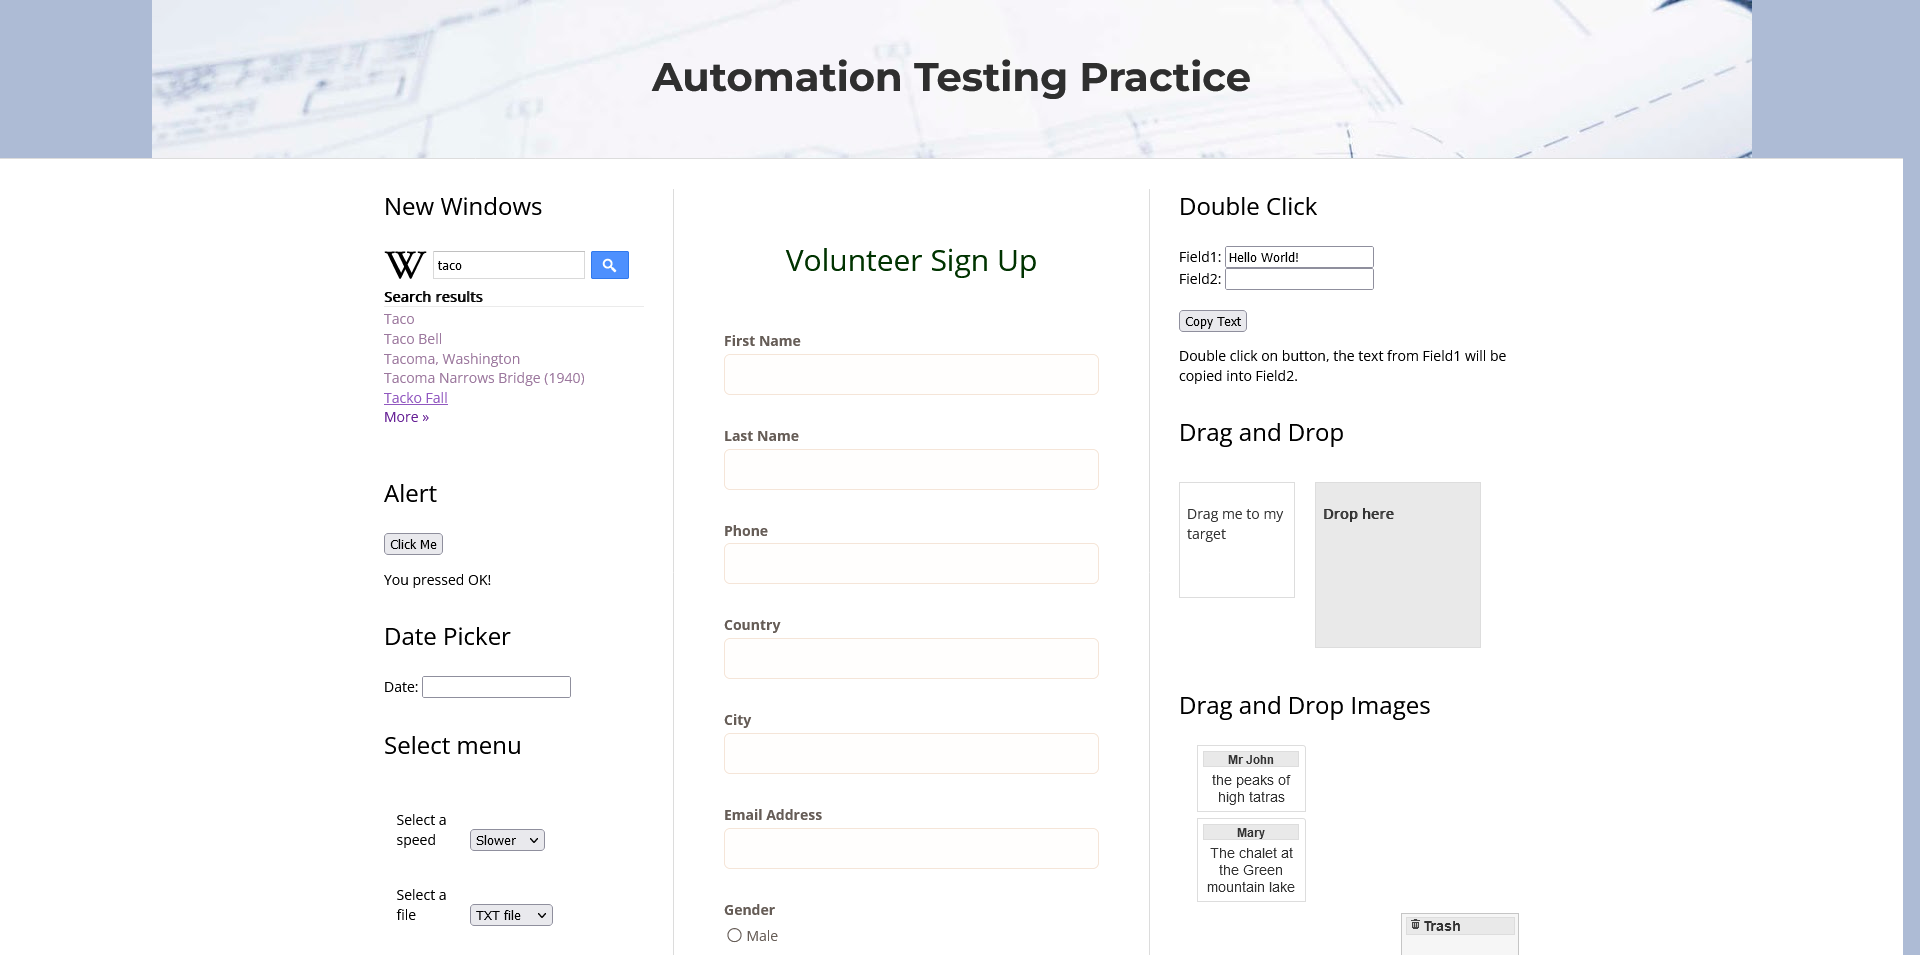 Automation Testing Practice
New Windows
W
taco
Search results
Taco
Taco Bell
Tacoma, Washington
Tacoma Narrows Bridge (1940)
Tacko Fall
More »
Alert
Click Me
You pressed OK!
Date Picker
Date:
Select menu
Select a
speed
Slower
Select a
file
TXT file
Volunteer Sign Up
First Name
Last Name
Phone
Country
City
Email Address
Gender
Male
Double Click
Field1: Hello World!
Field2:
Copy Text
Double click on button, the text from Field1 will be
copied into Field2.
Drag and Drop
Drag me to my
target
Drop here
Drag and Drop Images
Mr John
the peaks of
high tatras
Mary
The chalet at
the Green
mountain lake
Trash